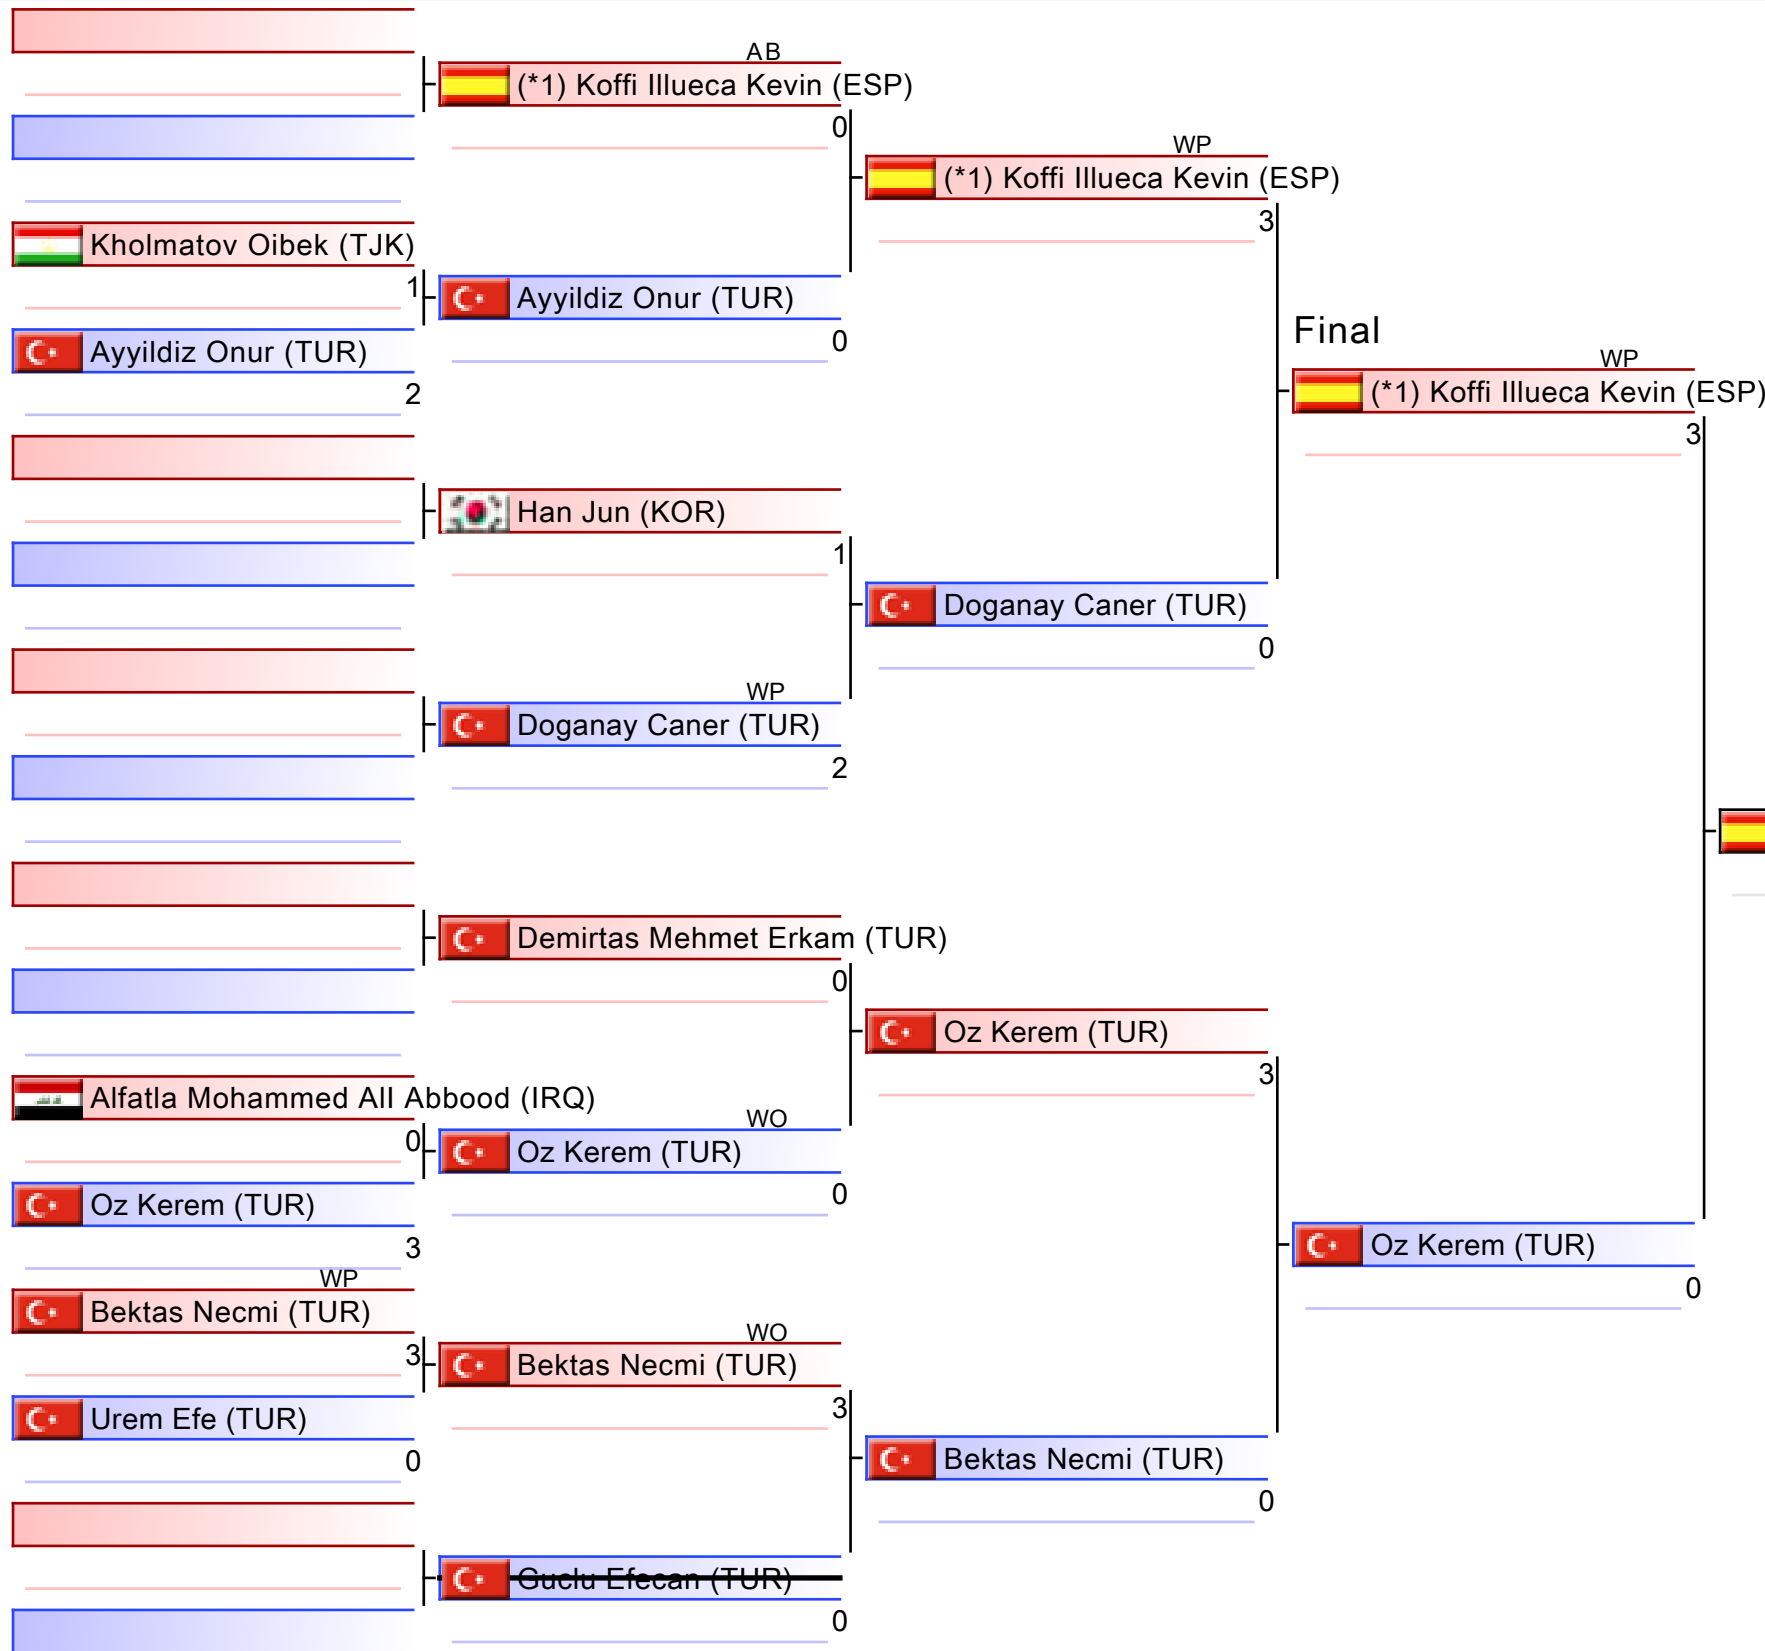 AB
(*1) Koffi Illueca Kevin (ESP)
0
WP
(*1) Koffi Illueca Kevin (ESP)
3
Kholmatov Oibek (TJK)
1
Ayyildiz Onur (TUR)
0
Ayyildiz Onur (TUR)
2
Final
WP
(*1) Koffi Illueca Kevin (ESP)
3
Han Jun (KOR)
1
Doganay Caner (TUR)
0
WP
Doganay Caner (TUR)
2
Demirtas Mehmet Erkam (TUR)
0
Oz Kerem (TUR)
3
Alfatla Mohammed All Abbood (IRQ)
0
WO
Oz Kerem (TUR)
0
Oz Kerem (TUR)
3
Oz Kerem (TUR)
0
WP
Bektas Necmi (TUR)
3
WO
Bektas Necmi (TUR)
3
Urem Efe (TUR)
0
Bektas Necmi (TUR)
0
Guclu Efecan (TUR)
0